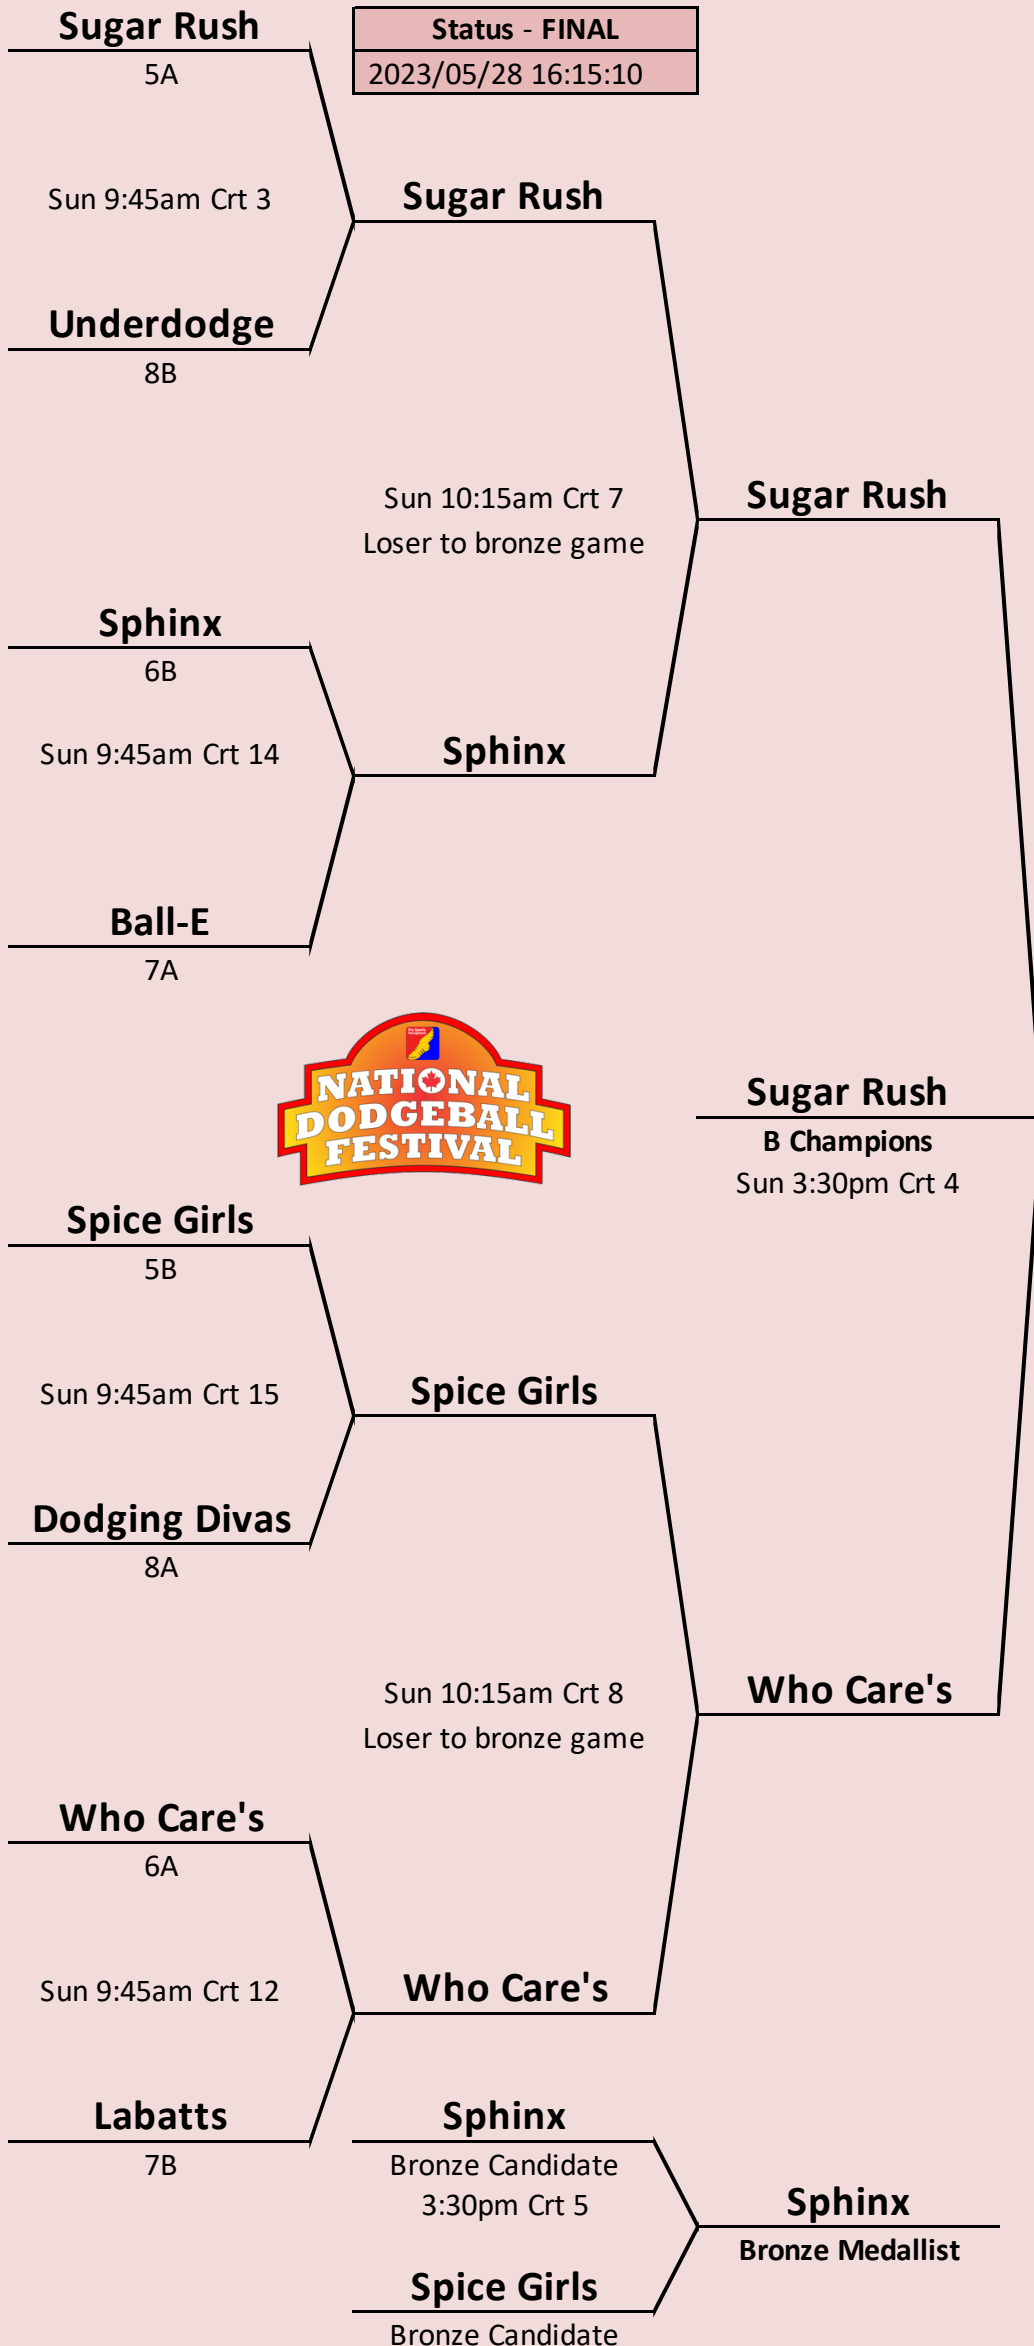 Sugar Rush
5A
Status - FINAL
2023/05/28 16:15:10
Sun 9:45am Crt 3
Sugar Rush
Underdodge
8B
Sun 10:15am Crt 7
Loser to bronze game
Sugar Rush
Sphinx
6B
Sun 9:45am Crt 14
Sphinx
Ball-E
7A
NATIONAL
DODGEBALL
FESTIVAL
Sugar Rush
B Champions
Sun 3:30pm Crt 4
Spice Girls
5B
Sun 9:45am Crt 15
Spice Girls
Dodging Divas
8A
Sun 10:15am Crt 8
Loser to bronze game
Who Care's
Who Care's
6A
Sun 9:45am Crt 12
Who Care's
Labatts
7B
Sphinx
Bronze Candidate
3:30pm Crt 5
Sphinx
Bronze Medallist
Spice Girls
Bronze Candidate